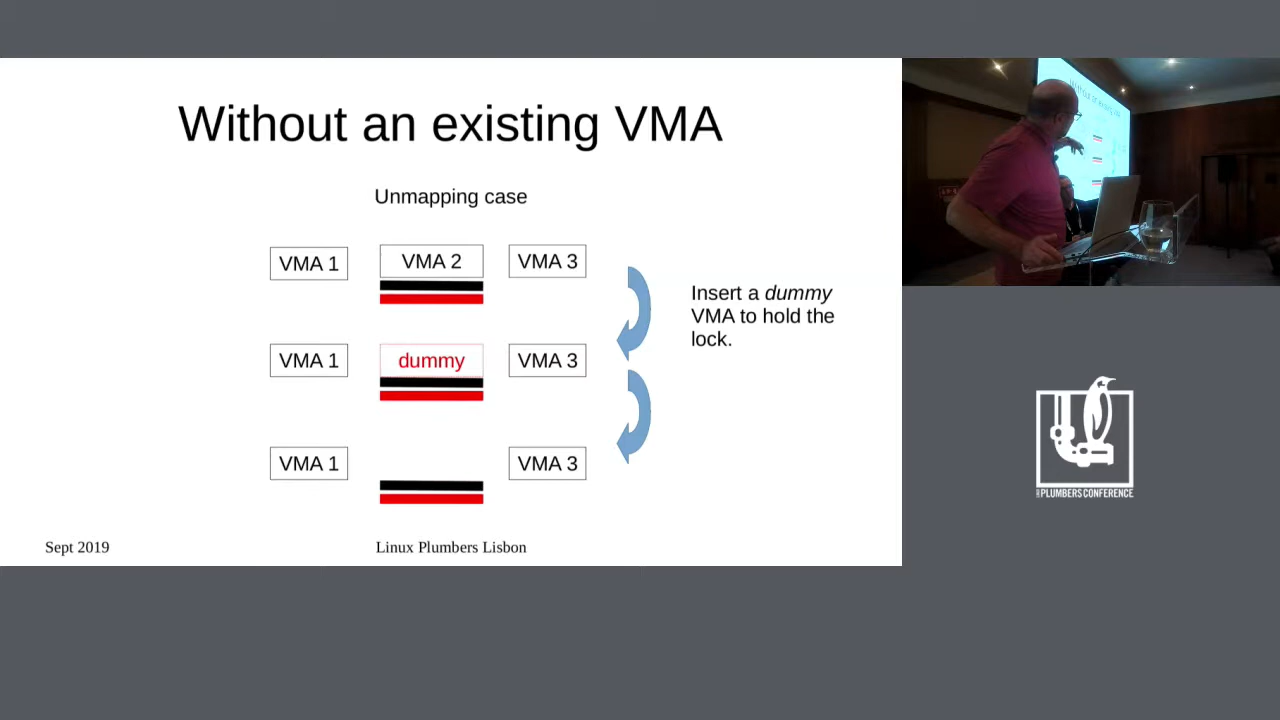 Without an existing VMA
Unmapping case
VMA 1
VMA 2
VMA 3
Insert a dummy
VMA to hold the
lock.
VMA 1
dummy
VMA 3
VMA 1
VMA 3
Sept 2019
Linux Plumbers Lisbon
PLUMBERS CONFERENCE